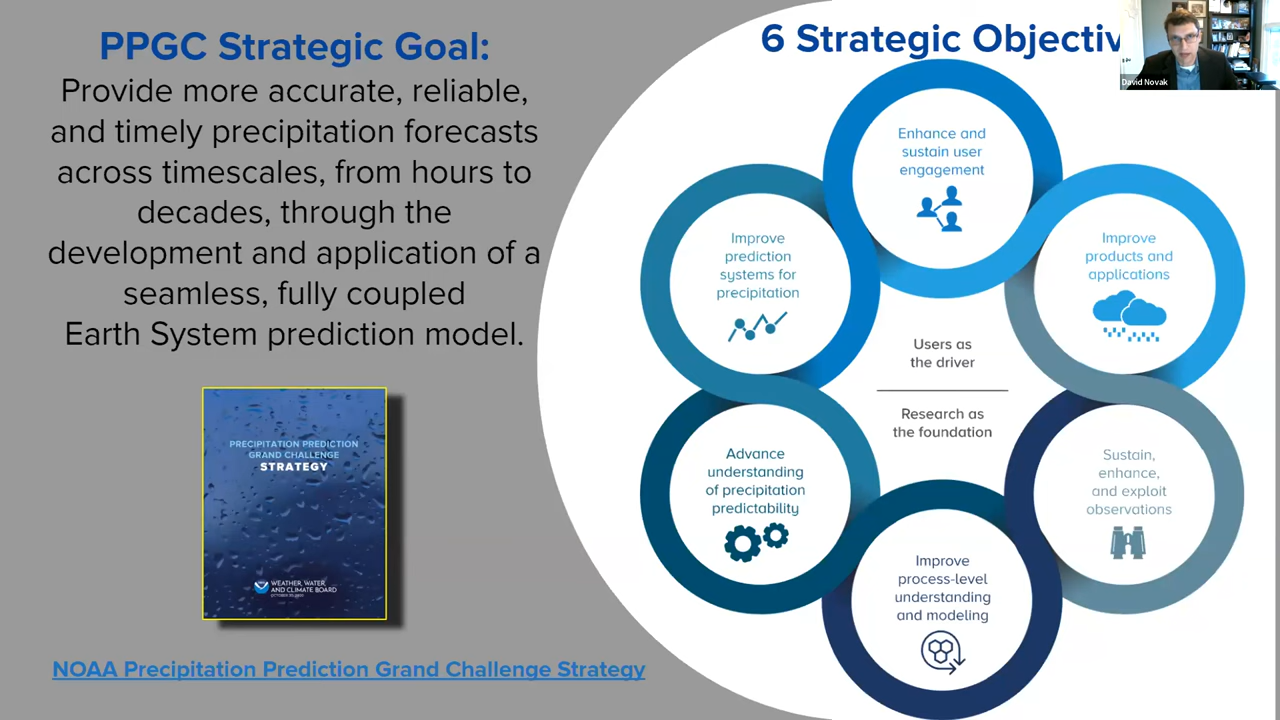 PPGC Strategic Goal:
Provide more accurate, reliable,
and timely precipitation forecasts
across timescales, from hours to
decades, through the
development and application of a
seamless, fully coupled
Earth System prediction model.
PRECIPITATION PREDICTION
GRAND CHALLENGE
STRATEGY
WEATHER, WATER,
AND CLIMATE BOARD
NOAA Precipitation Prediction Grand Challenge Strategy
6 Strategic Objectiv
David Novak
Enhance and
sustain user
engagement
Improve
prediction
systems for
precipitation
Improve
products and
applications
Users as
the driver
Research as
the foundation
Advance
understanding
of precipitation
predictability
Sustain,
enhance,
and exploit
observations
Improve
process-level
understanding
and modeling